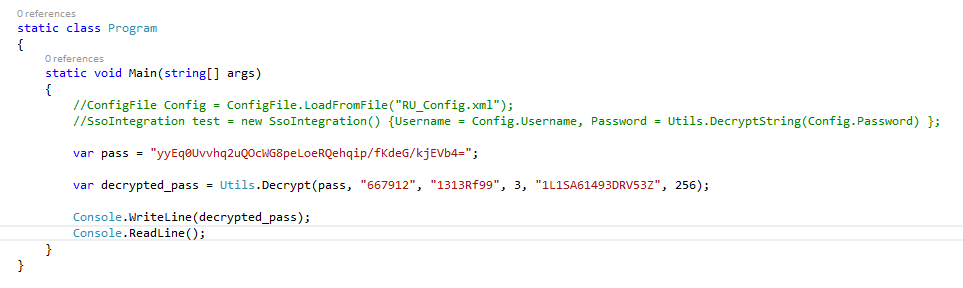 0 references
static class Program
{
0 references
static void Main(string[] args)
{
//ConfigFile Config = ConfigFile.LoadFromFile("RU_Config.xml");
//SsoIntegration test = new SsoIntegration() {Username = Config.Username, Password = Utils.DecryptString(Config.Password) };
var pass = "yyEq0Uvvhq2uQOcWG8peLoeRQehqip/fKdeG/kjEVb4=";
var decrypted_pass = Utils.Decrypt(pass, "667912", "1313Rf99", 3, "1L1SA61493DRV53Z", 256);
Console.WriteLine(decrypted_pass);
Console.ReadLine();
}
}